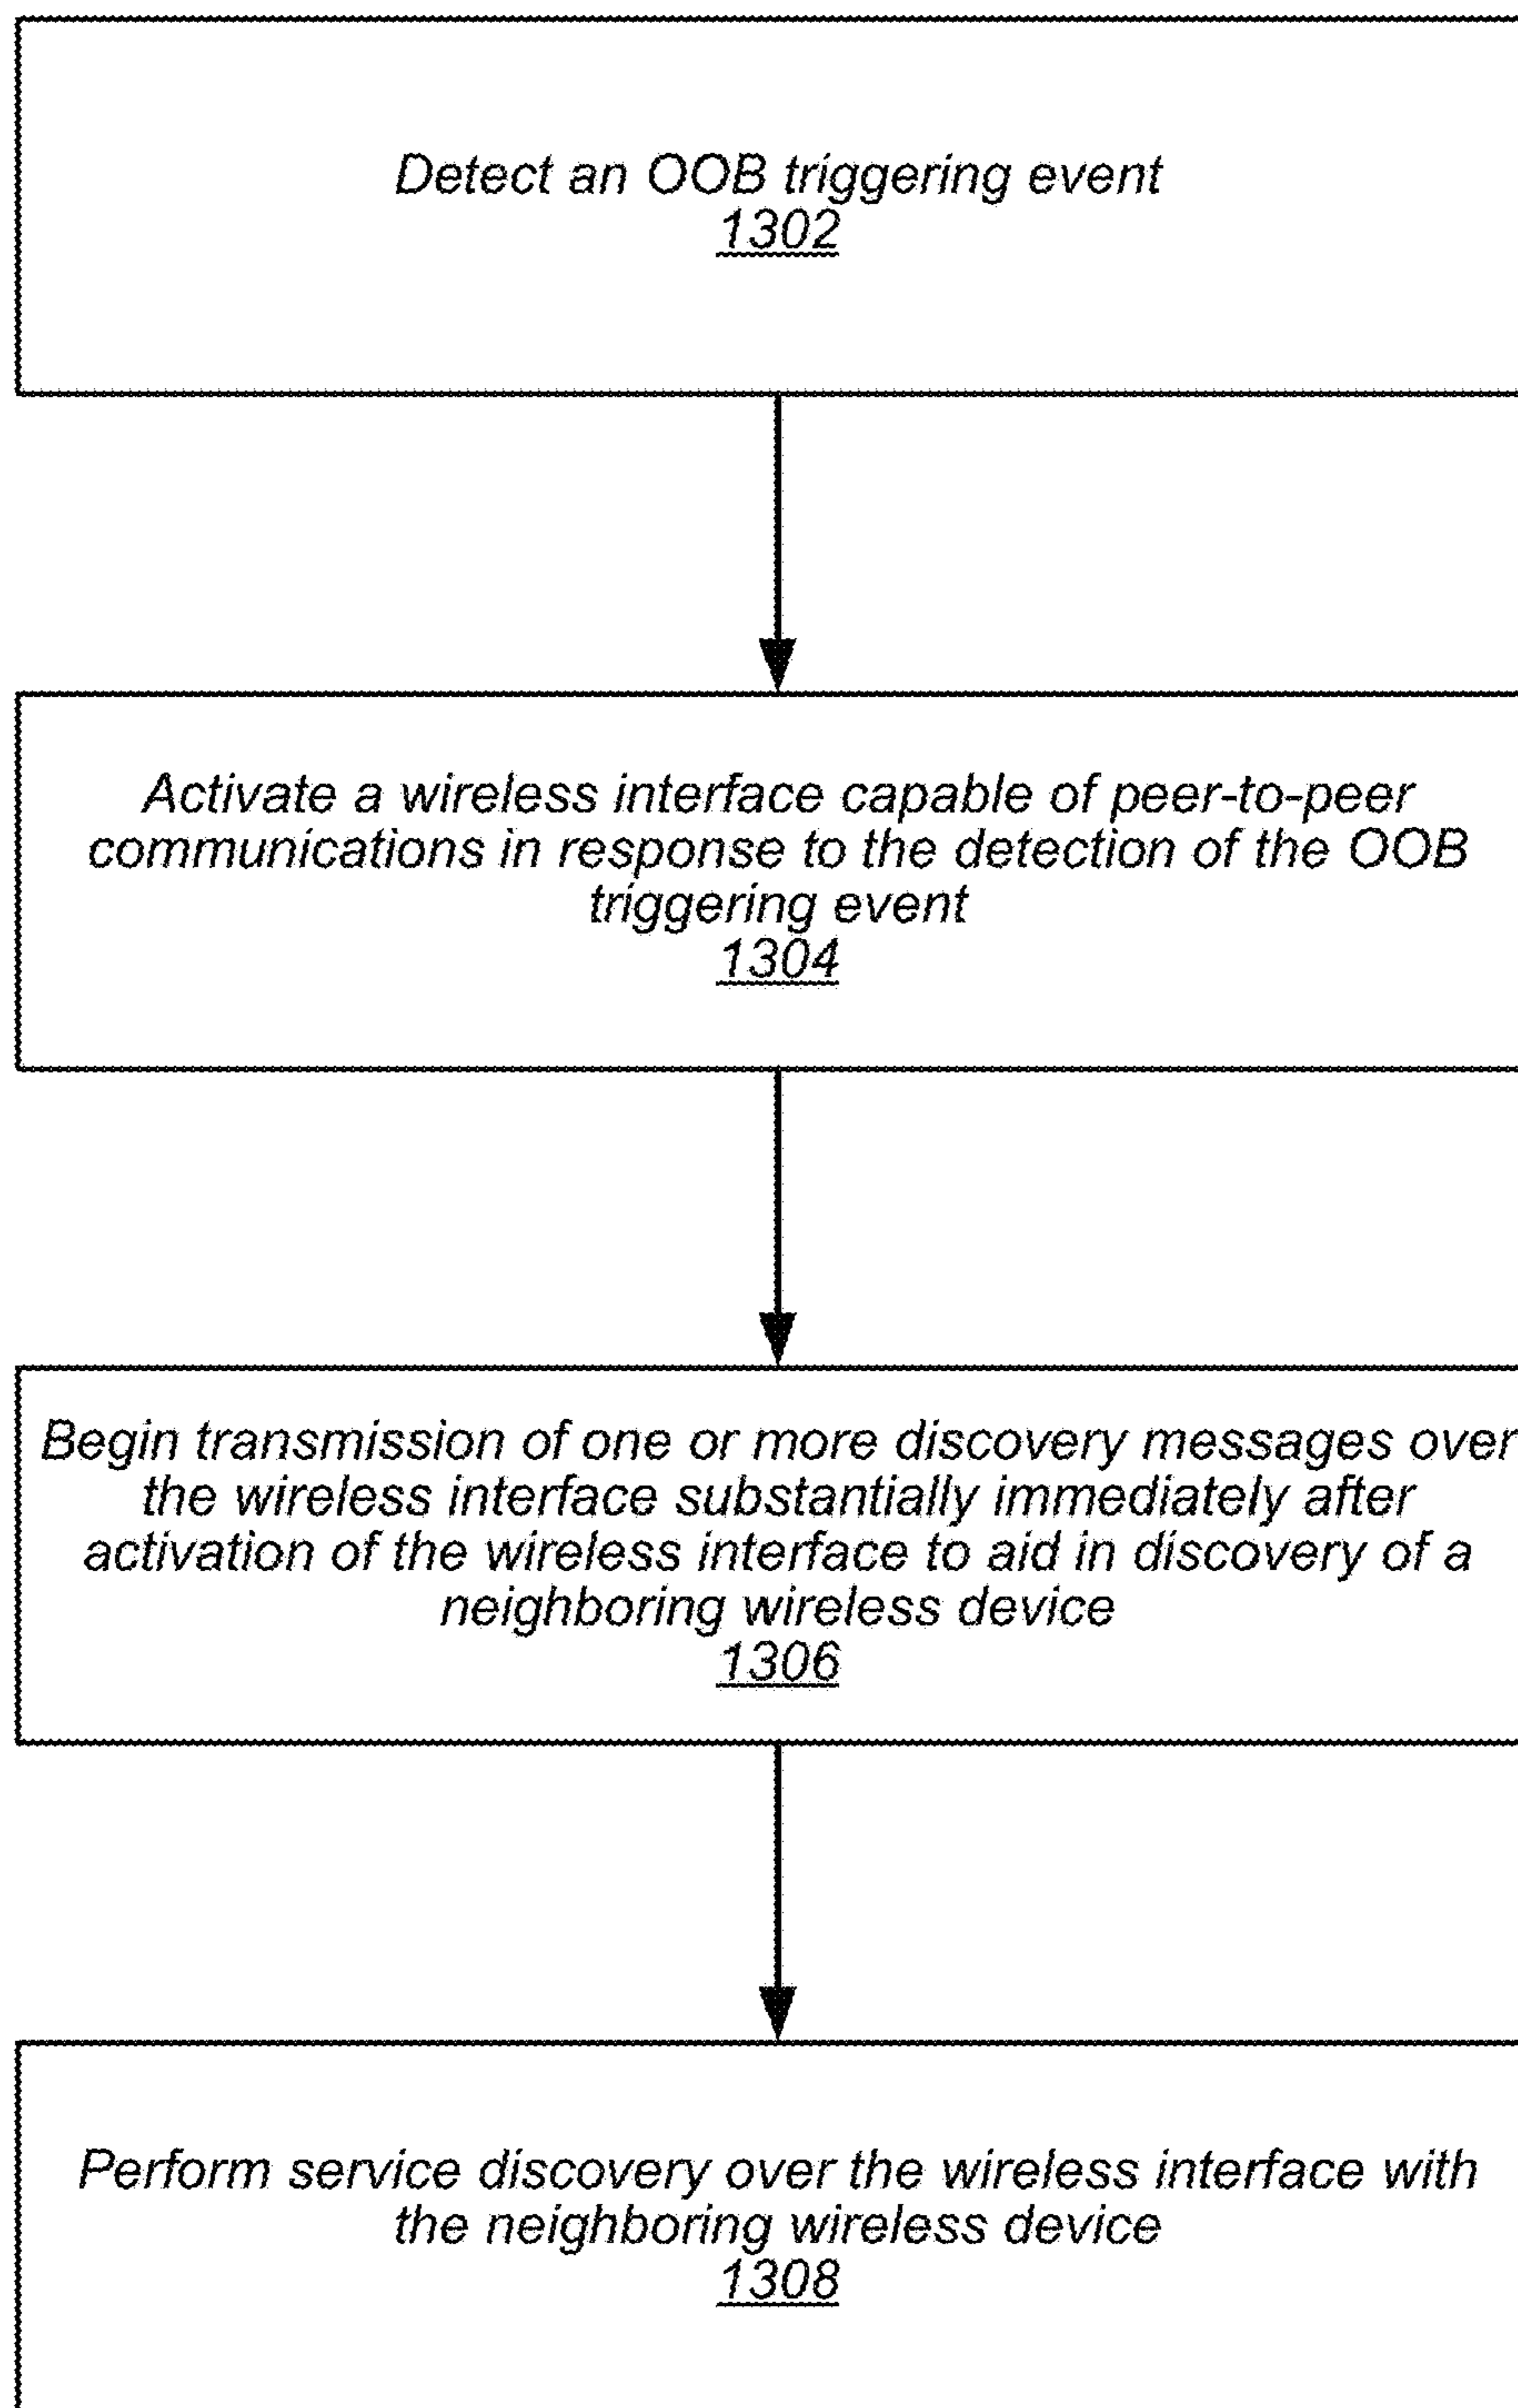 Detect an OOB triggering event
1302
Activate a wireless interface capable of peer-to-peer
communications in response to the detection of the OOB
triggering event
1304
Begin transmission of one or more discovery messages over
the wireless interface substantially immediately after
activation of the wireless interface to aid in discovery of a
neighboring wireless device
1306
Perform service discovery over the wireless interface with
the neighboring wireless device
1308